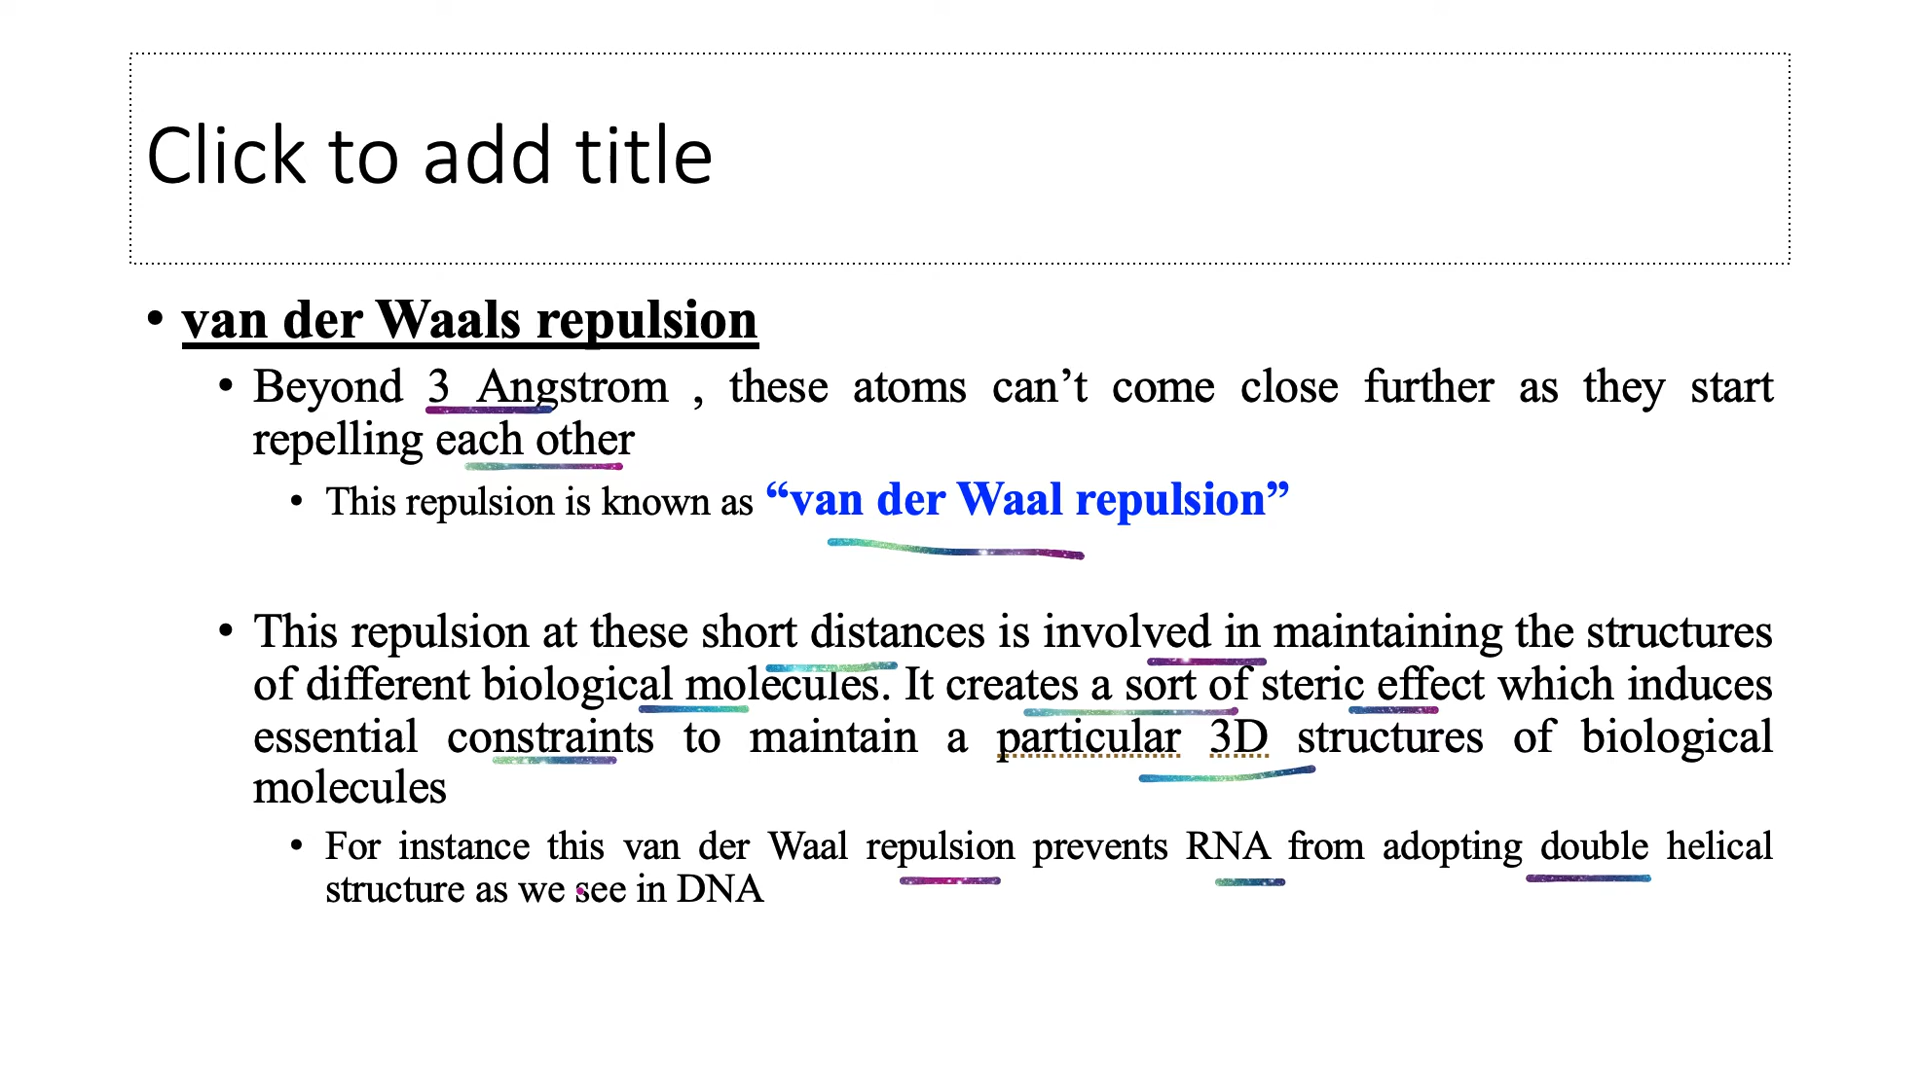 Click to add title
• van der Waals repulsion
• Beyond 3 Angstrom , these atoms can’t come close further as they start
repelling each other
• This repulsion is known as “van der Waal repulsion”
• This repulsion at these short distances is involved in maintaining the structures
of different biological molecules. It creates a sort of steric effect which induces
essential constraints to maintain a particular 3D structures of biological
molecules
• For instance this van der Waal repulsion prevents RNA from adopting double helical
structure as we see in DNA